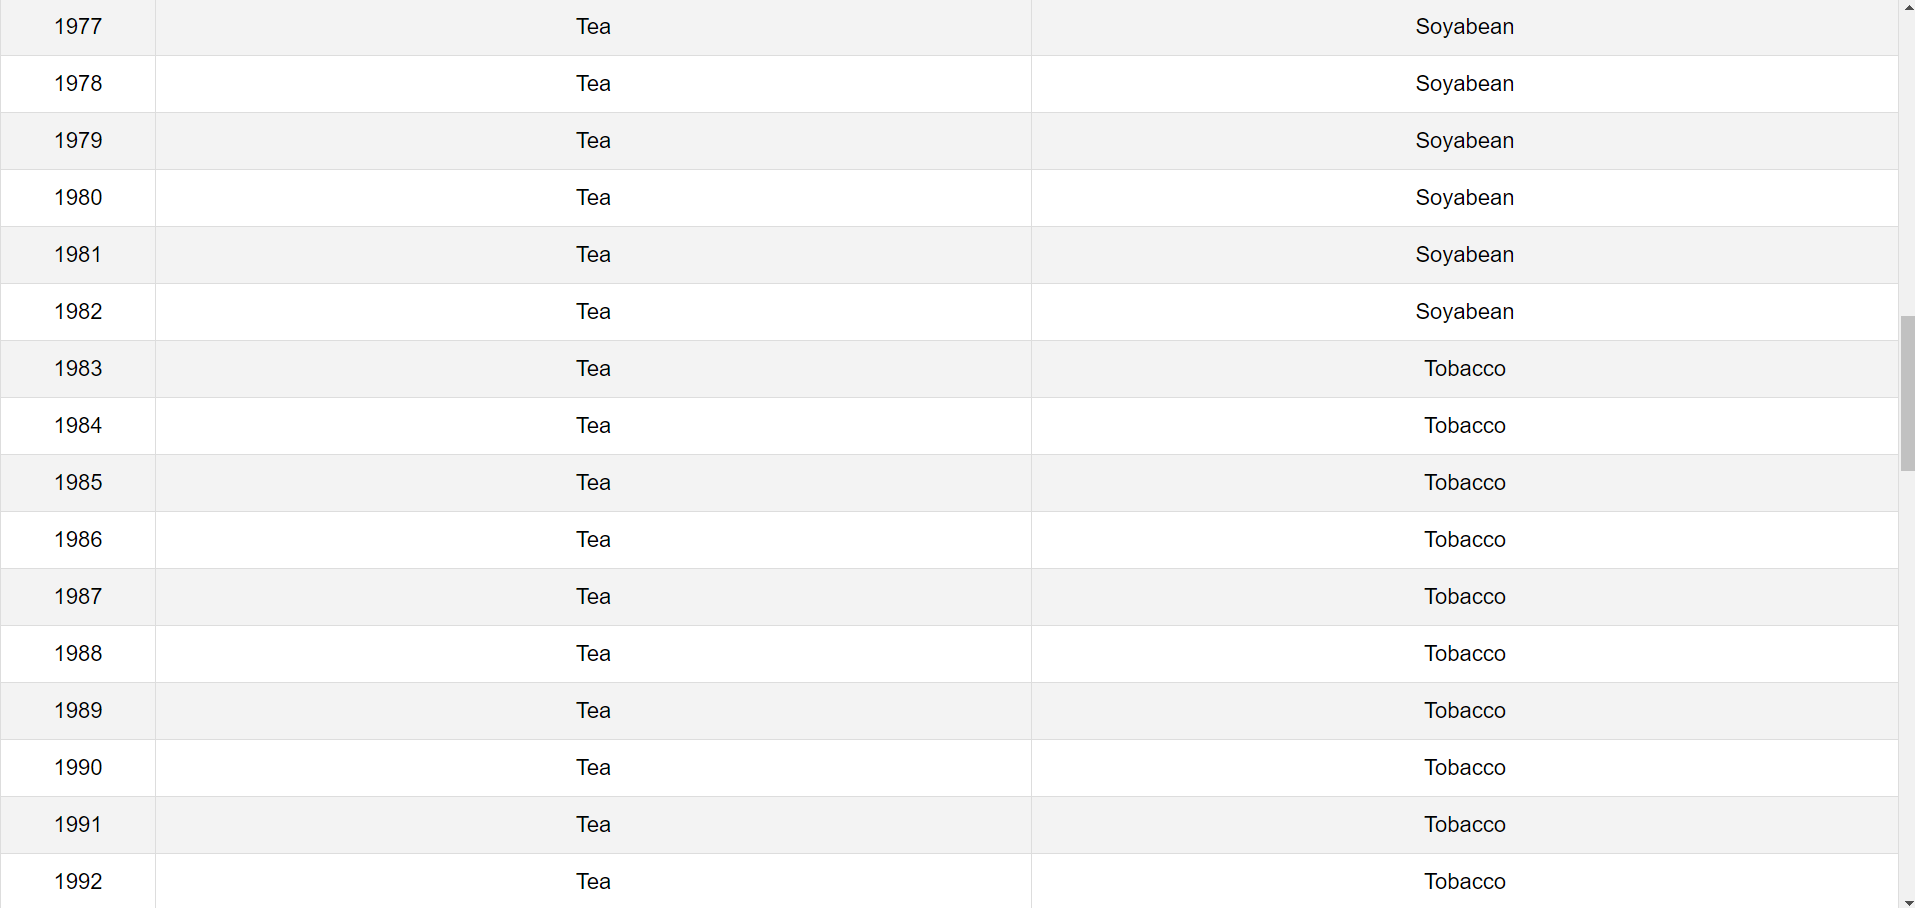 1977 Tea Soyabean
1978 Tea Soyabean
1979 Tea Soyabean
1980 Tea Soyabean
1981 Tea Soyabean
1982 Tea Soyabean
1983 Tea Tobacco
1984 Tea Tobacco
1985 Tea Tobacco
1986 Tea Tobacco
1987 Tea Tobacco
1988 Tea Tobacco
1989 Tea Tobacco
1990 Tea Tobacco
1991 Tea Tobacco
1992 Tea Tobacco